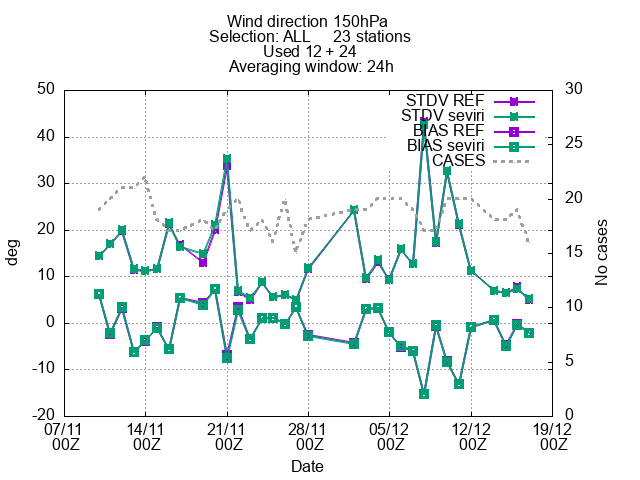 Wind direction 150hPa
Selection: ALL 23 stations
Used 12 + 24
Averaging window: 24h
STDV REF
STDV seviri
BIAS REF
BIAS seviri
CASES
deg
50
40
30
20
10
0
-10
-20
No cases
30
25
20
15
10
5
0
07/11 14/11 21/11 28/11 05/12 12/12 19/12
00Z 00Z 00Z 00Z 00Z 00Z 00Z
Date